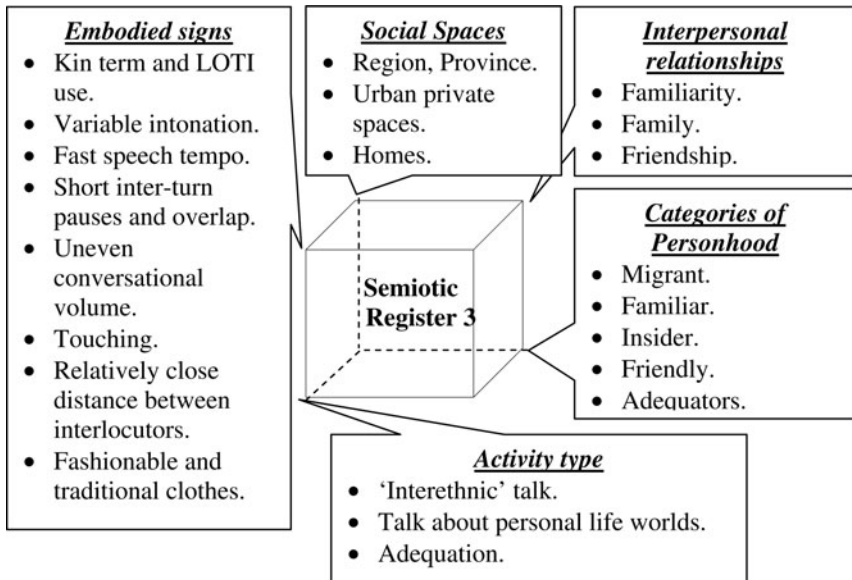 Embodied signs
• Kin term and LOTI
use.
• Variable intonation.
• Fast speech tempo.
• Short inter-turn
pauses and overlap.
• Uneven
conversational
volume.
• Touching.
• Relatively close
distance between
interlocutors.
• Fashionable and
traditional clothes.
Social Spaces
• Region, Province.
• Urban private
spaces.
• Homes.
Interpersonal
relationships
• Familiarity.
• Family.
• Friendship.
Semiotic
Register 3
Categories of
Personhood
• Migrant.
• Familiar.
• Insider.
• Friendly.
• Adequators.
Activity type
• ‘Interethnic’ talk.
• Talk about personal life worlds.
• Adequation.